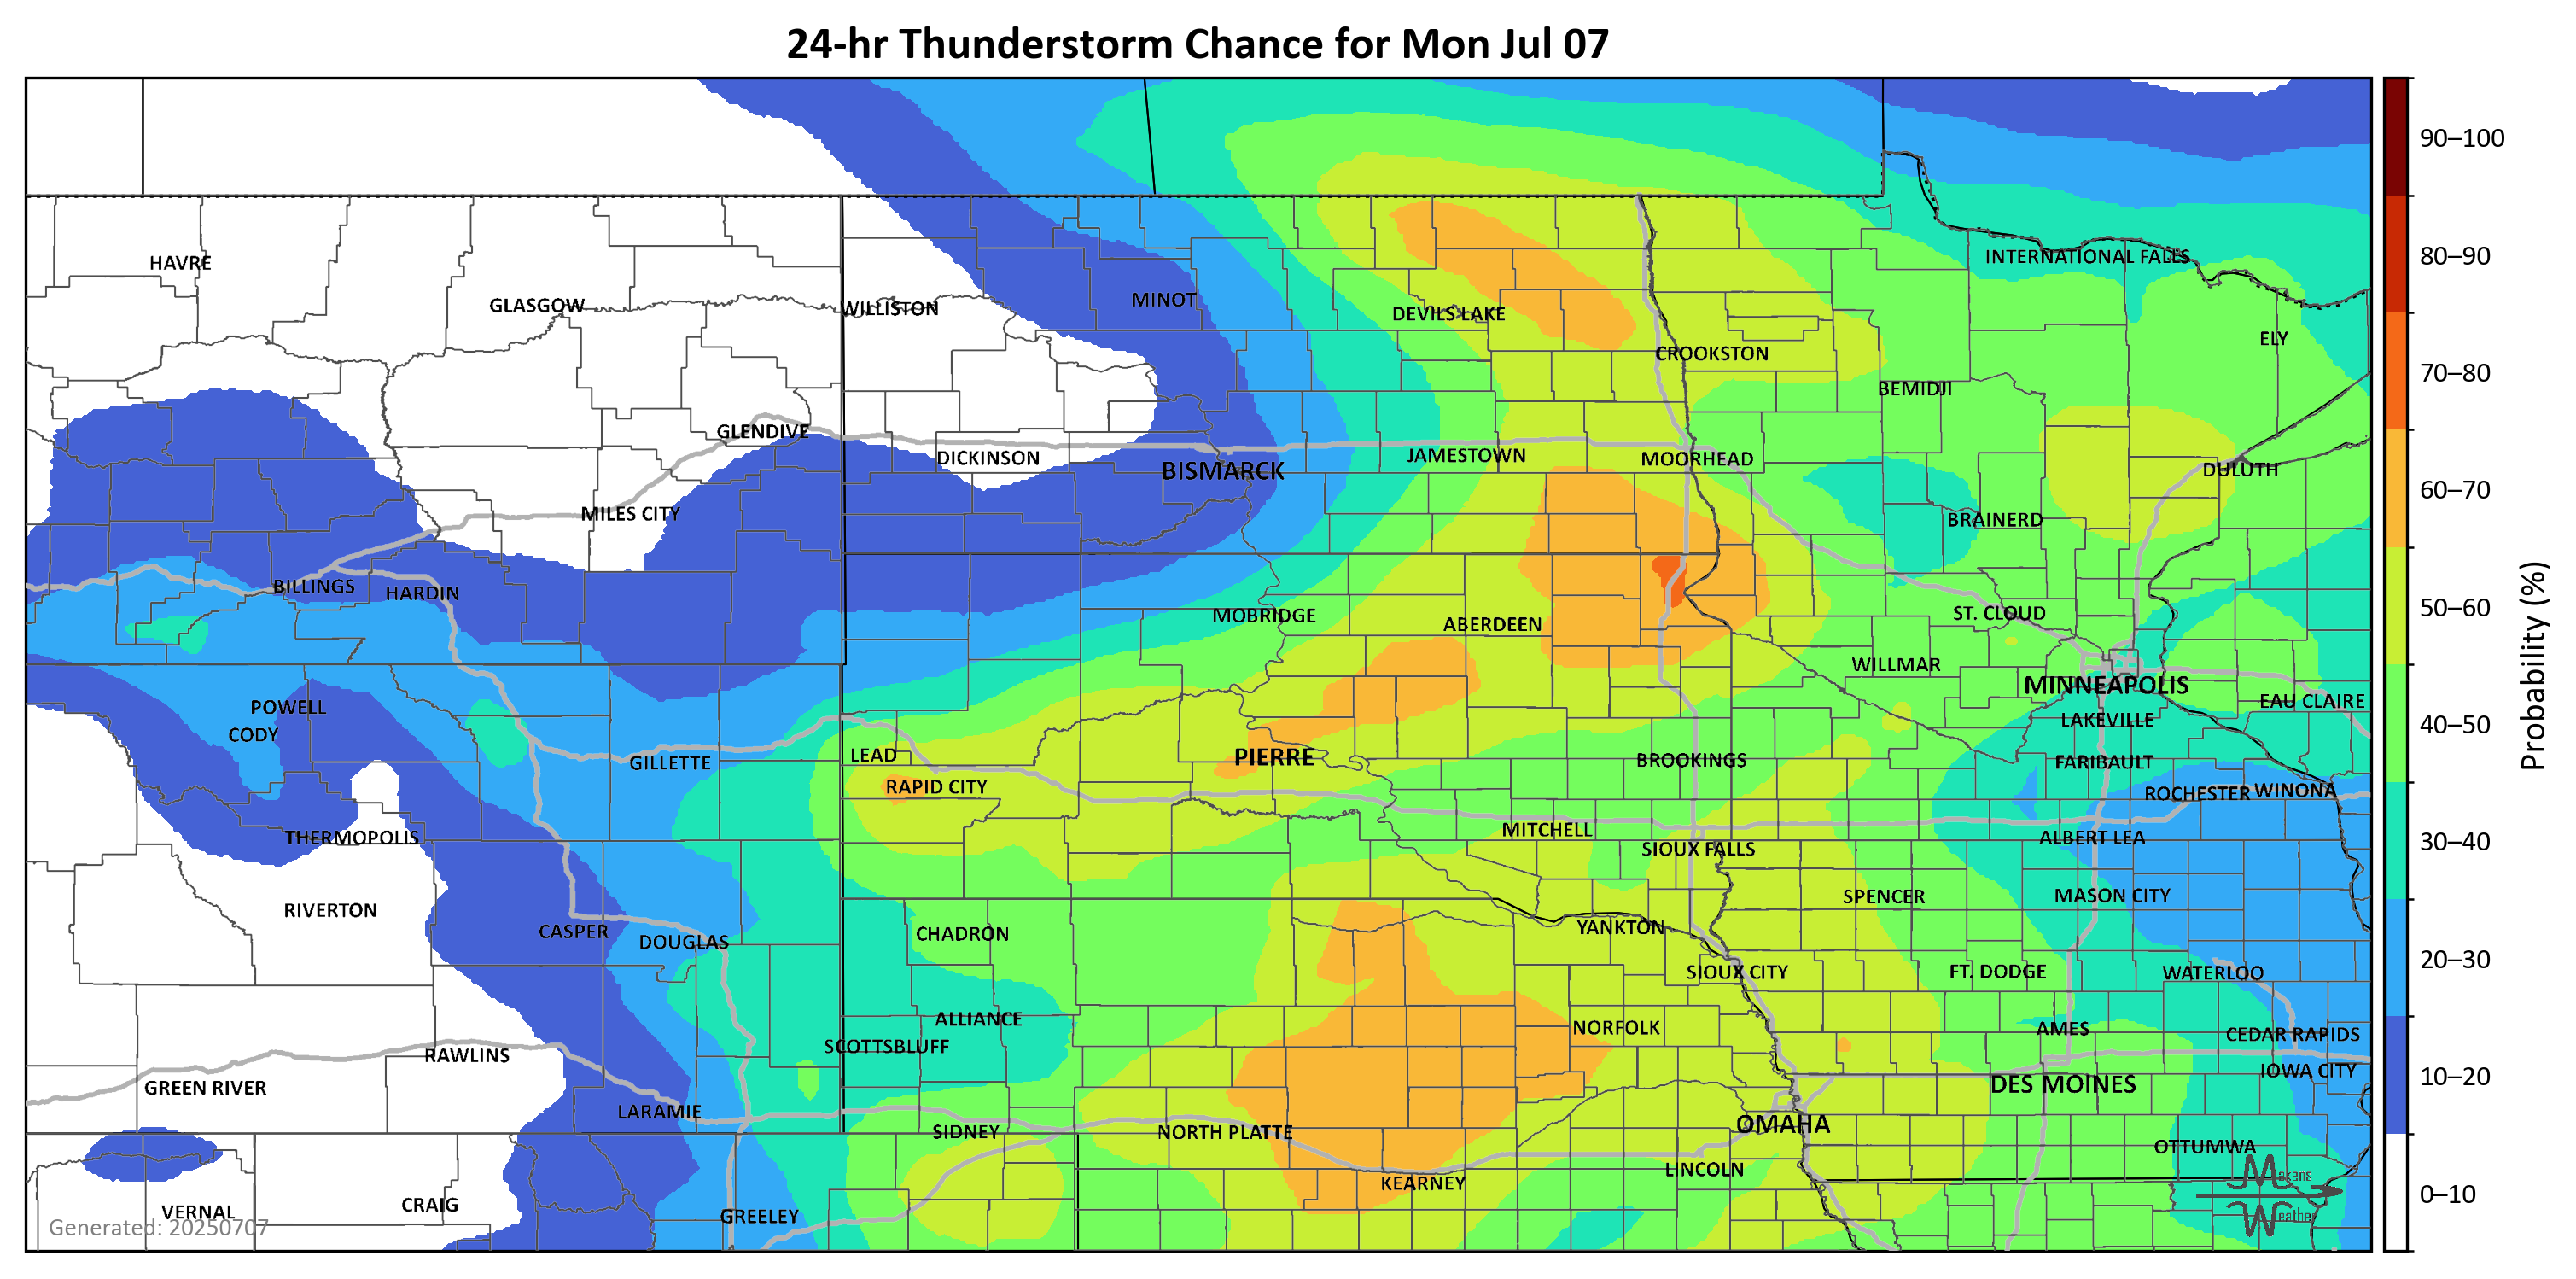 24-hr Thunderstorm Chance for Mon Jul 07
90–100
80–90
70–80
60–70
50–60
40–50
30–40
20–30
10–20
0–10
Probability (%)
HAVRE
GLASGOW
WILLISTON
MINOT
DEVILS LAKE
INTERNATIONAL FALLS
ELY
CROOKSTON
BEMIDJI
GLENDIVE
DICKINSON
BISMARCK
JAMESTOWN
MOORHEAD
DULUTH
MILES CITY
BRAINERD
BILLINGS
HARDIN
MOBRIDGE
ABERDEEN
ST. CLOUD
WILLMAR
MINNEAPOLIS
EAU CLAIRE
POWELL
CODY
LAKEVILLE
GILLETTE
LEAD
PIERRE
BROOKINGS
FARIBAULT
RAPID CITY
ROCHESTER
WINONA
THERMOPOLIS
MITCHELL
SIOUX FALLS
ALBERT LEA
RIVERTON
SPENCER
MASON CITY
CASPER
DOUGLAS
CHADRON
YANKTON
SIOUX CITY
FT. DODGE
WATERLOO
ALLIANCE
NORFOLK
AMES
CEDAR RAPIDS
SCOTTSBLUFF
RAWLINS
IOWA CITY
GREEN RIVER
DES MOINES
LARAMIE
SIDNEY
NORTH PLATTE
OMAHA
OTTUMWA
LINCOLN
KEARNEY
VERNAL
CRAIG
GREELEY
Generated: 20250707
Makens
Weather